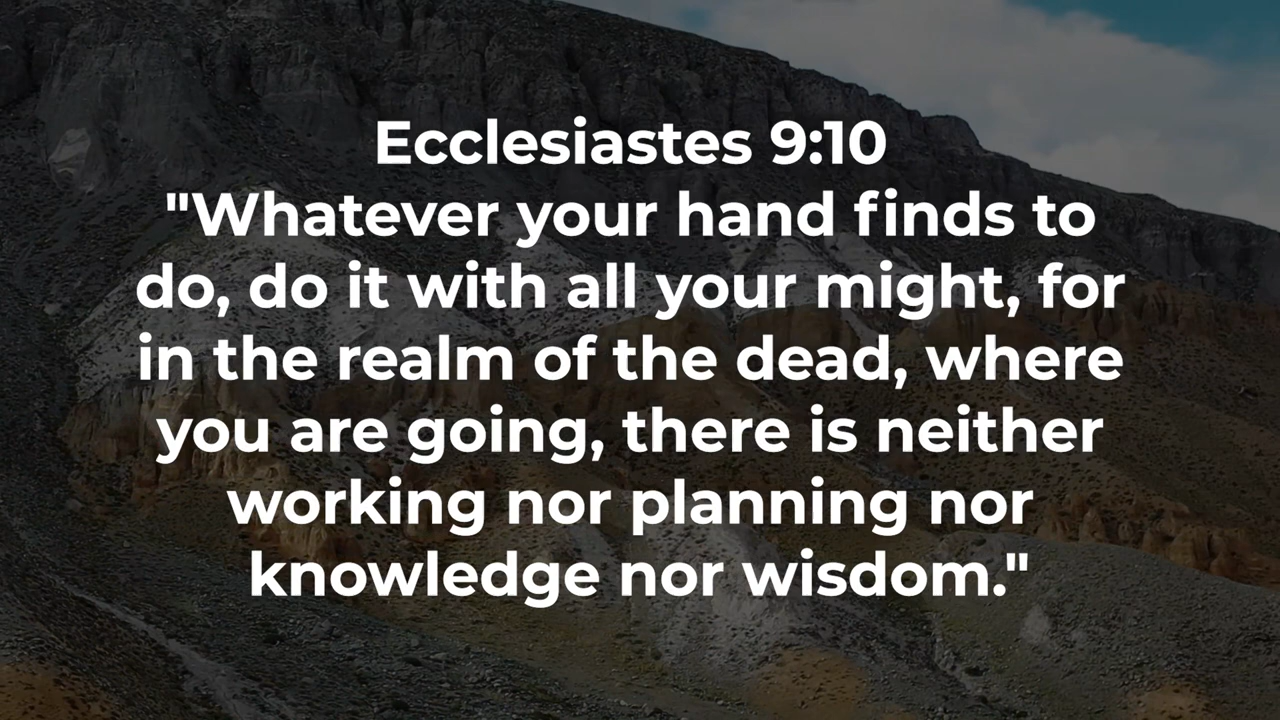 Ecclesiastes 9:10
"Whatever your hand finds to
do, do it with all your might, for
in the realm of the dead, where
you are going, there is neither
working nor planning nor
knowledge nor wisdom."